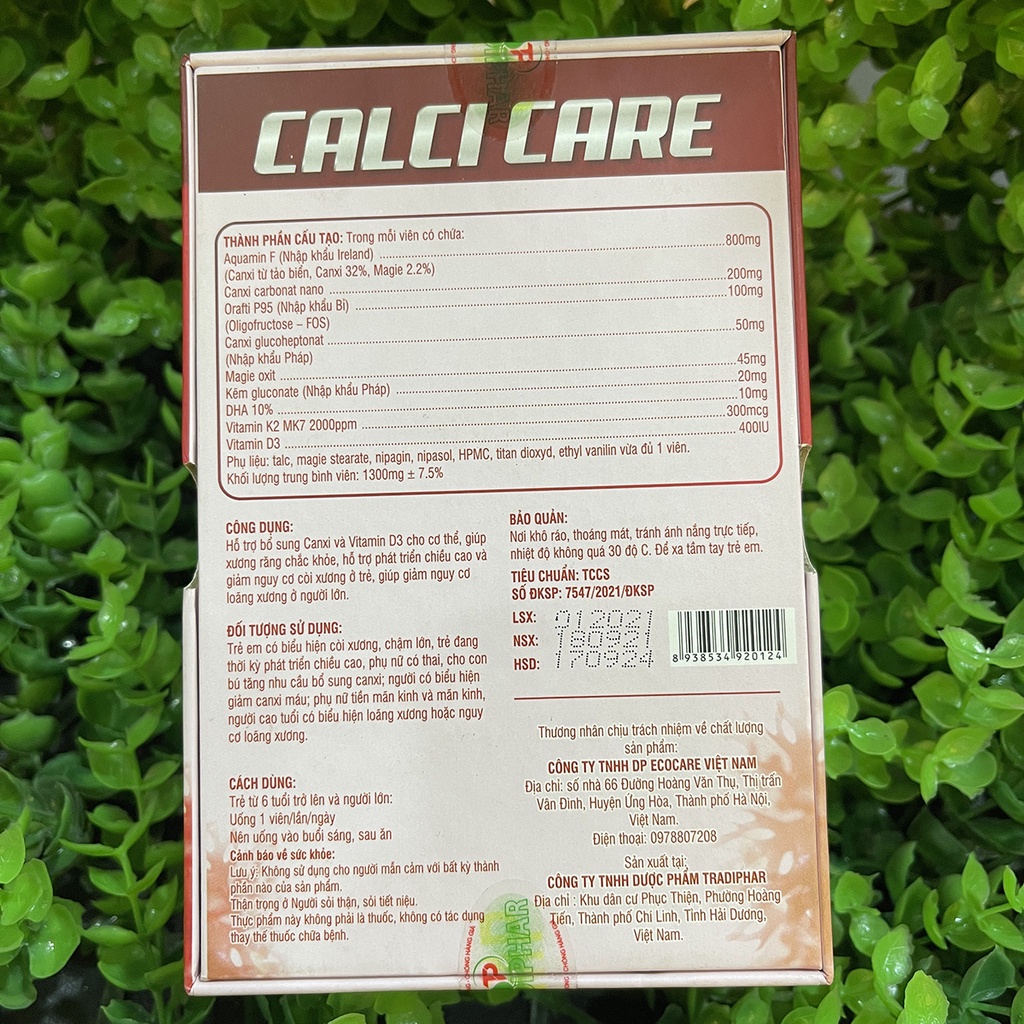 CALCI CARE
THÀNH PHẦN CẤU TẠO: Trong mỗi viên có chứa:
Aquamin F (Nhập khẩu Ireland) ........ 800mg
(Canxi từ tảo biển, Canxi 32%, Magie 2.2%)
Canxi carbonat nano ........ 200mg
Orafti P95 (Nhập khẩu Bỉ) ........ 100mg
(Oligofructose – FOS)
Canxi glucoheptonat ........ 50mg
(Nhập khẩu Pháp)
Magie oxit ........ 45mg
Kẽm gluconate (Nhập khẩu Pháp) ........ 20mg
DHA 10% ........ 10mg
Vitamin K2 MK7 2000ppm ........ 300mcg
Vitamin D3 ........ 400IU
Phụ liệu: talc, magie stearate, nipagin, nipasol, HPMC, titan dioxyd, ethyl vanilin vừa đủ 1 viên.
Khối lượng trung bình viên: 1300mg ± 7.5%
CÔNG DỤNG:
Hỗ trợ bổ sung Canxi và Vitamin D3 cho cơ thể, giúp
xương răng chắc khỏe, hỗ trợ phát triển chiều cao và
giảm nguy cơ còi xương ở trẻ, giúp giảm nguy cơ
loãng xương ở người lớn.
ĐỐI TƯỢNG SỬ DỤNG:
Trẻ em có biểu hiện còi xương, chậm lớn, trẻ đang
thời kỳ phát triển chiều cao, phụ nữ có thai, cho con
bú tăng nhu cầu bổ sung canxi; người có biểu hiện
giảm canxi máu; phụ nữ tiền mãn kinh và mãn kinh,
người cao tuổi có biểu hiện loãng xương hoặc nguy
cơ loãng xương.
CÁCH DÙNG:
Trẻ từ 6 tuổi trở lên và người lớn:
Uống 1 viên/lần/ngày
Nên uống vào buổi sáng, sau ăn
Cảnh báo về sức khỏe:
Lưu ý: Không sử dụng cho người mẫn cảm với bất kỳ thành
phần nào của sản phẩm.
Thận trọng ở Người sỏi thận, sỏi tiết niệu.
Thực phẩm này không phải là thuốc, không có tác dụng
thay thế thuốc chữa bệnh.
BẢO QUẢN:
Nơi khô ráo, thoáng mát, tránh ánh nắng trực tiếp,
nhiệt độ không quá 30 độ C. Để xa tầm tay trẻ em.
TIÊU CHUẨN: TCCS
SỐ ĐKSP: 7547/2021/ĐKSP
LSX: 012021
NSX: 180921
HSD: 170924
8 938534 920124
Thương nhân chịu trách nhiệm về chất lượng
sản phẩm:
CÔNG TY TNHH DP ECOCARE VIỆT NAM
Địa chỉ: số nhà 66 Đường Hoàng Văn Thụ, Thị trấn
Vân Đình, Huyện Ứng Hòa, Thành phố Hà Nội,
Việt Nam.
Điện thoại: 0978807208
Sản xuất tại:
CÔNG TY TNHH DƯỢC PHẨM TRADIPHAR
Địa chỉ : Khu dân cư Phục Thiện, Phường Hoàng
Tiến, Thành phố Chí Linh, Tỉnh Hải Dương,
Việt Nam.